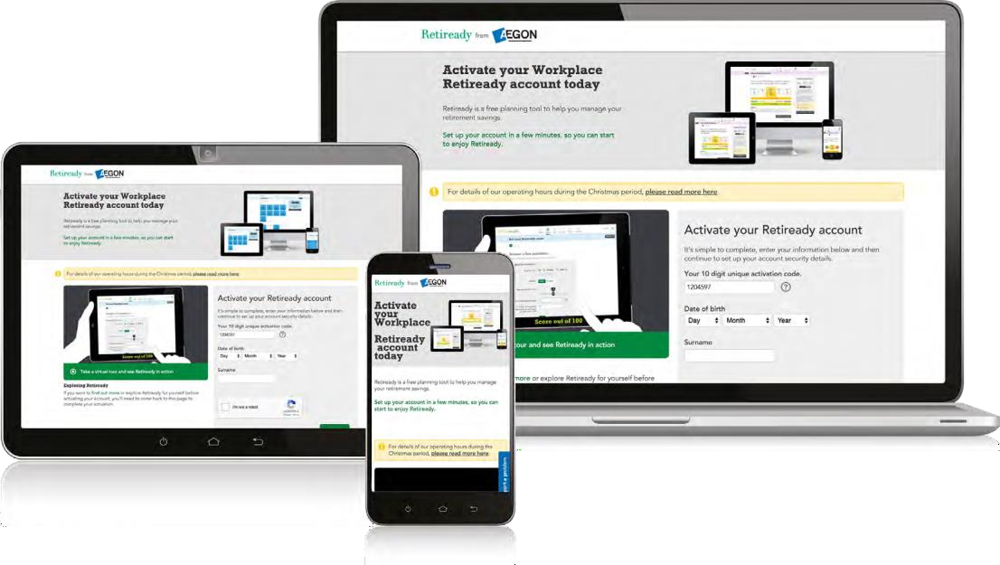 Retiready from AEGON
Activate your Workplace
Retiready account today
Retiready is a free planning tool to help you manage your
retirement savings.
Set up your account in a few minutes, so you can start
to enjoy Retiready.
For details of our operating hours during the Christmas period, please read more here.
Score out of 100
tour and see Retiready in action
more or explore Retiready for yourself before
Activate your Retiready account
It's simple to complete, enter your information below and then
continue to set up your account security details.
Your 10 digit unique activation code.
1204597
Date of birth
Day Month Year
Surname
Retiready from AEGON
Activate your Workplace
Retiready account today
Retiready is a free planning tool to help you manage your
retirement savings.
Set up your account in a few minutes, so you can start
to enjoy Retiready.
For details of our operating hours during the Christmas period, please read more here.
Score out of 100
Take a virtual tour and see Retiready in action
Exploring Retiready
If you want to find out more or explore Retiready for yourself before
activating your account, you'll need to come back to this page to
complete your activation.
Activate your Retiready account
It's simple to complete, enter your information below and then
continue to set up your account security details.
Your 10 digit unique activation code.
1204597
Date of birth
Day Month Year
Surname
I'm not a robot
Retiready from AEGON
Activate
your
Workplace
Retiready
account
today
Retiready is a free planning tool to help you manage
your retirement savings.
Set up your account in a few minutes, so you can
start to enjoy Retiready.
For details of our operating hours during the
Christmas period, please read more here.
port a problem